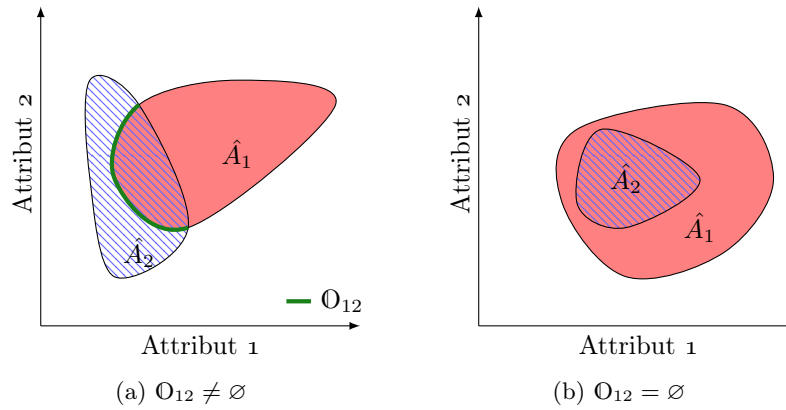 Attribut 2
Â₁
Â₂
𝕆₁₂
Attribut 1
(a) 𝕆₁₂ ≠ ∅
Attribut 2
Â₂
Â₁
Attribut 1
(b) 𝕆₁₂ = ∅